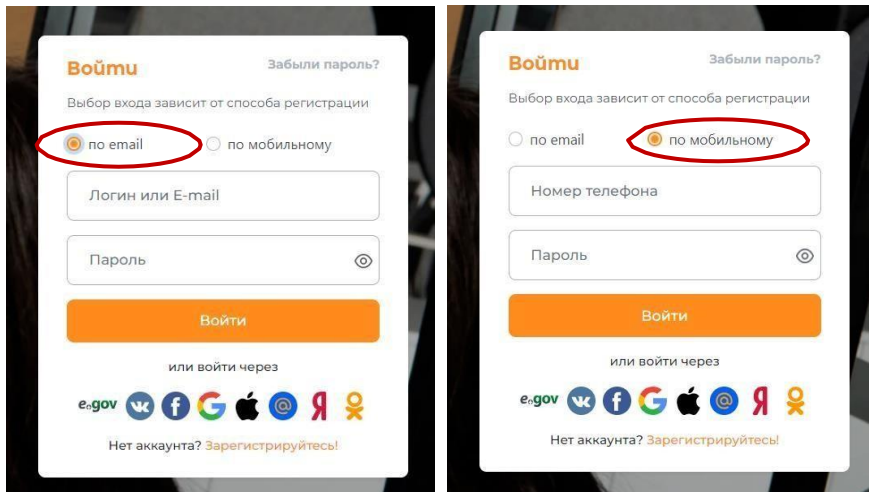 Войти
Забыли пароль?
Выбор входа зависит от способа регистрации
по email
по мобильному
Логин или E-mail
Пароль
Войти
или войти через
e.gov
Нет аккаунта? Зарегистрируйтесь!
Войти
Забыли пароль?
Выбор входа зависит от способа регистрации
по email
по мобильному
Номер телефона
Пароль
Войти
или войти через
e.gov
Нет аккаунта? Зарегистрируйтесь!